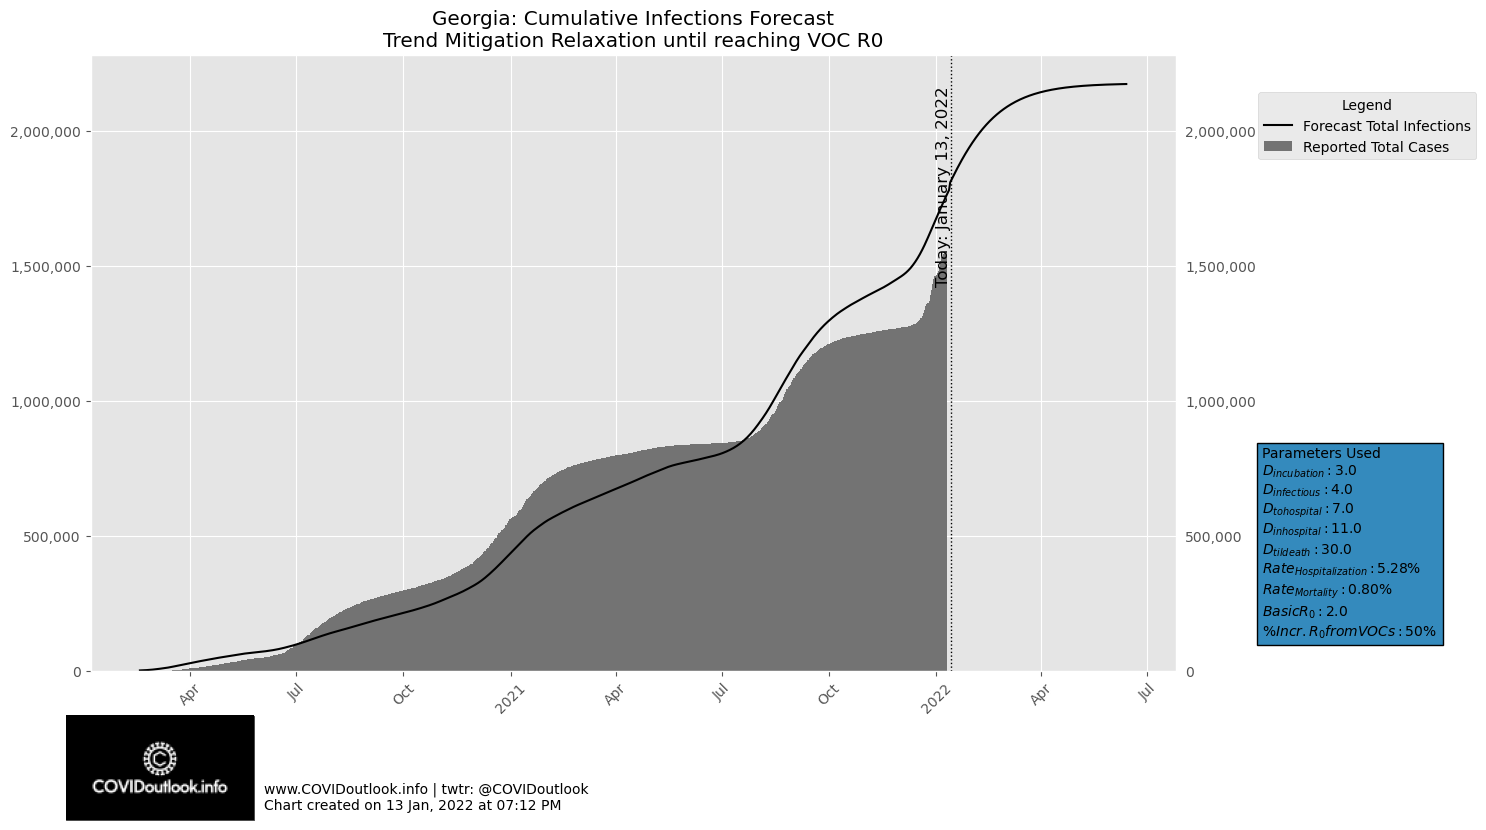 Georgia: Cumulative Infections Forecast
Trend Mitigation Relaxation until reaching VOC R0
2,000,000
1,500,000
1,000,000
500,000
0
Today: January 13, 2022
2,000,000
1,500,000
1,000,000
500,000
0
Apr
Jul
Oct
2021
Apr
Jul
Oct
2022
Apr
Jul
Legend
Forecast Total Infections
Reported Total Cases
Parameters Used
D_incubation : 3.0
D_infectious : 4.0
D_tohospital : 7.0
D_inhospital : 11.0
D_tildeath : 30.0
Rate_Hospitalization : 5.28%
Rate_Mortality : 0.80%
BasicR_0 : 2.0
%Incr.R_0fromVOCs : 50%
COVIDoutlook.info
www.COVIDoutlook.info | twtr: @COVIDoutlook
Chart created on 13 Jan, 2022 at 07:12 PM